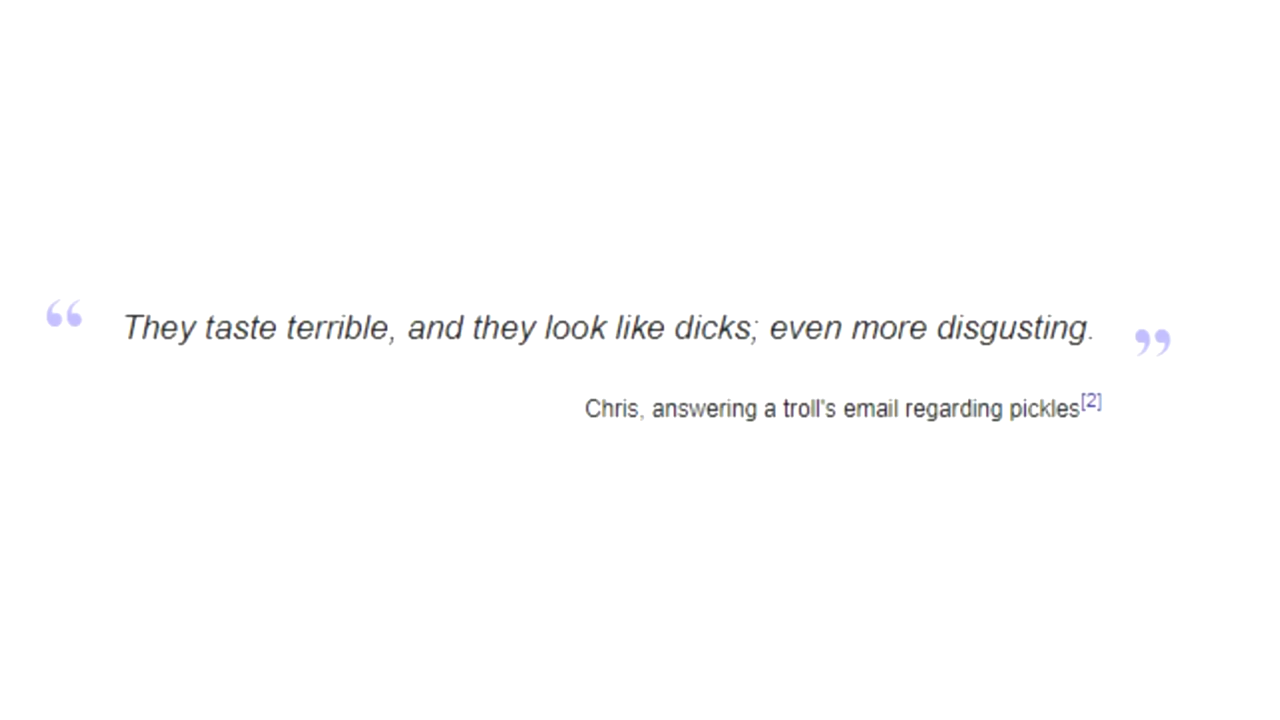 “ They taste terrible, and they look like dicks; even more disgusting. ”
Chris, answering a troll's email regarding pickles[2]